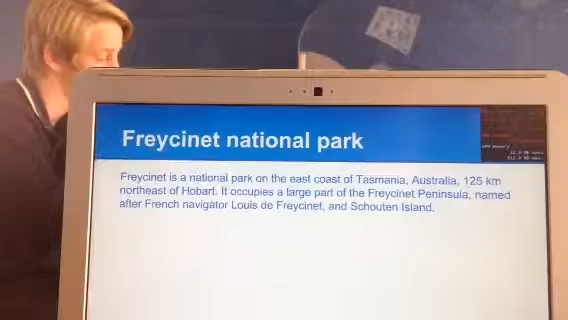 Freycinet national park
Freycinet is a national park on the east coast of Tasmania, Australia, 125 km
northeast of Hobart. It occupies a large part of the Freycinet Peninsula, named
after French navigator Louis de Freycinet, and Schouten Island.